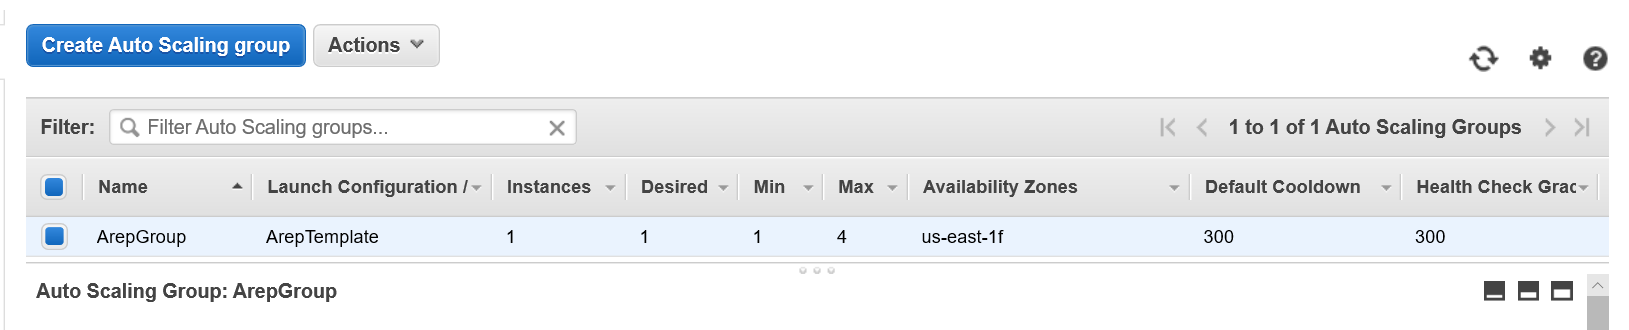 Create Auto Scaling group Actions
Filter: Filter Auto Scaling groups... 1 to 1 of 1 Auto Scaling Groups
Name Launch Configuration / Instances Desired Min Max Availability Zones Default Cooldown Health Check Grac
ArepGroup ArepTemplate 1 1 1 4 us-east-1f 300 300
Auto Scaling Group: ArepGroup